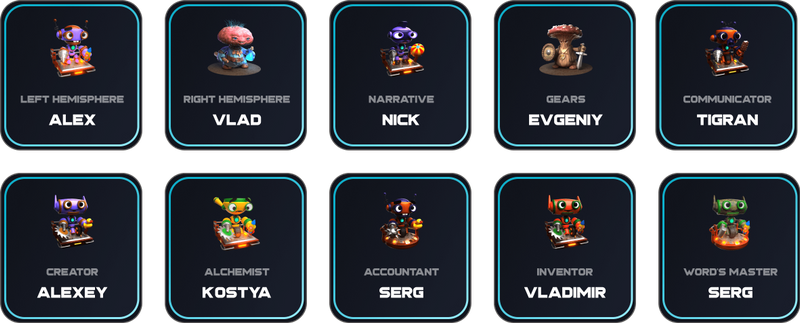 LEFT HEMISPHERE
ALEX
RIGHT HEMISPHERE
VLAD
NARRATIVE
NICK
GEARS
EVGENIY
COMMUNICATOR
TIGRAN
CREATOR
ALEXEY
ALCHEMIST
KOSTYA
ACCOUNTANT
SERG
INVENTOR
VLADIMIR
WORD'S MASTER
SERG